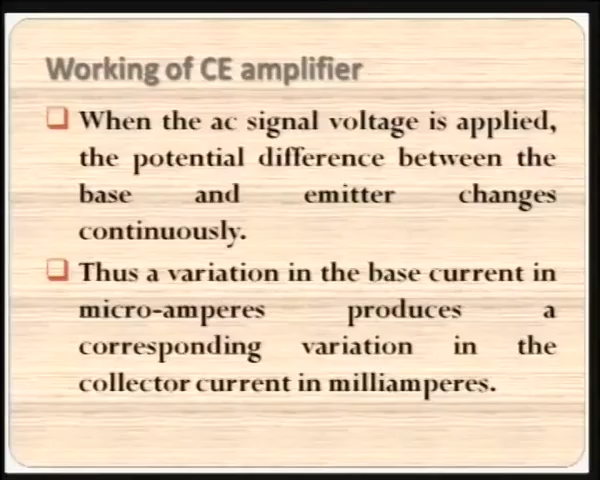 Working of CE amplifier
When the ac signal voltage is applied,
the potential difference between the
base and emitter changes
continuously.
Thus a variation in the base current in
micro-amperes produces a
corresponding variation in the
collector current in milliamperes.